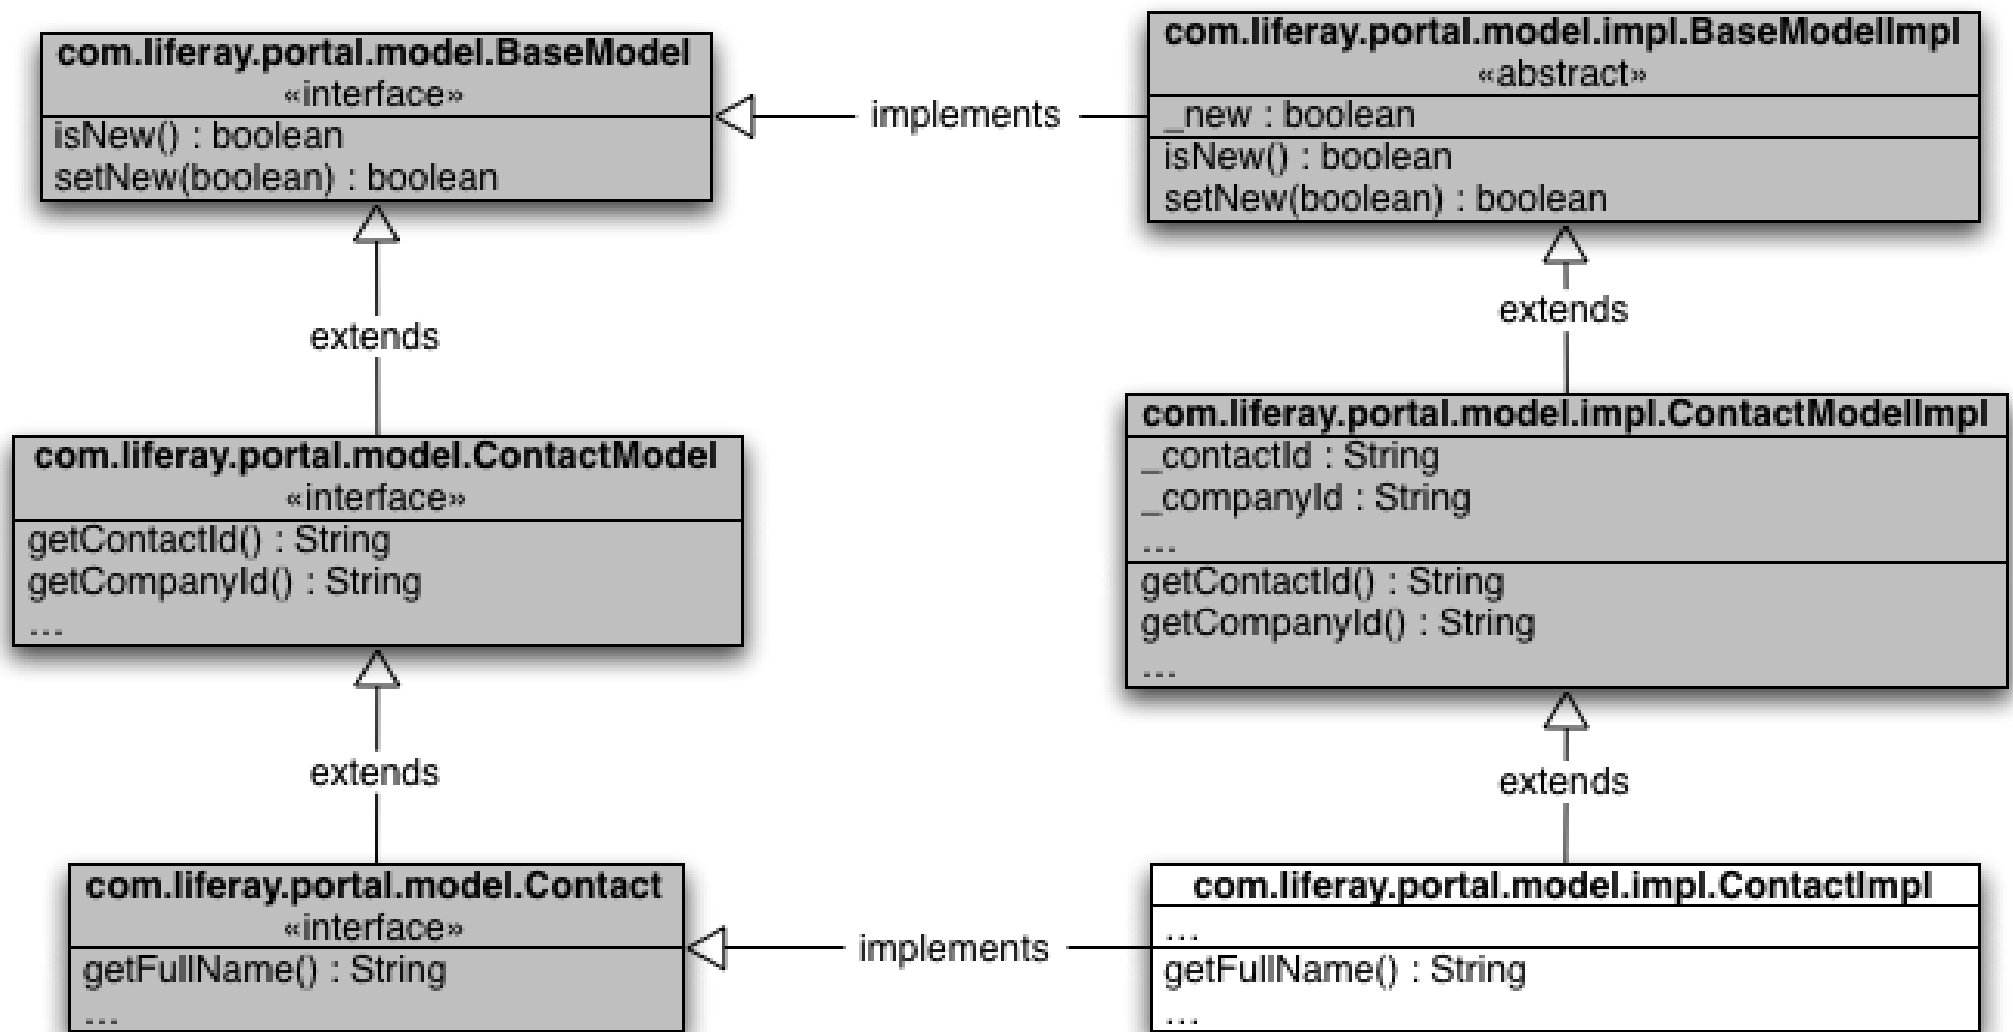 com.liferay.portal.model.BaseModel
«interface»
isNew() : boolean
setNew(boolean) : boolean
implements
com.liferay.portal.model.impl.BaseModelImpl
«abstract»
_new : boolean
isNew() : boolean
setNew(boolean) : boolean
extends
extends
com.liferay.portal.model.ContactModel
«interface»
getContactId() : String
getCompanyId() : String
...
com.liferay.portal.model.impl.ContactModelImpl
_contactId : String
_companyId : String
...
getContactId() : String
getCompanyId() : String
...
extends
extends
com.liferay.portal.model.Contact
«interface»
getFullName() : String
...
implements
com.liferay.portal.model.impl.ContactImpl
...
getFullName() : String
...